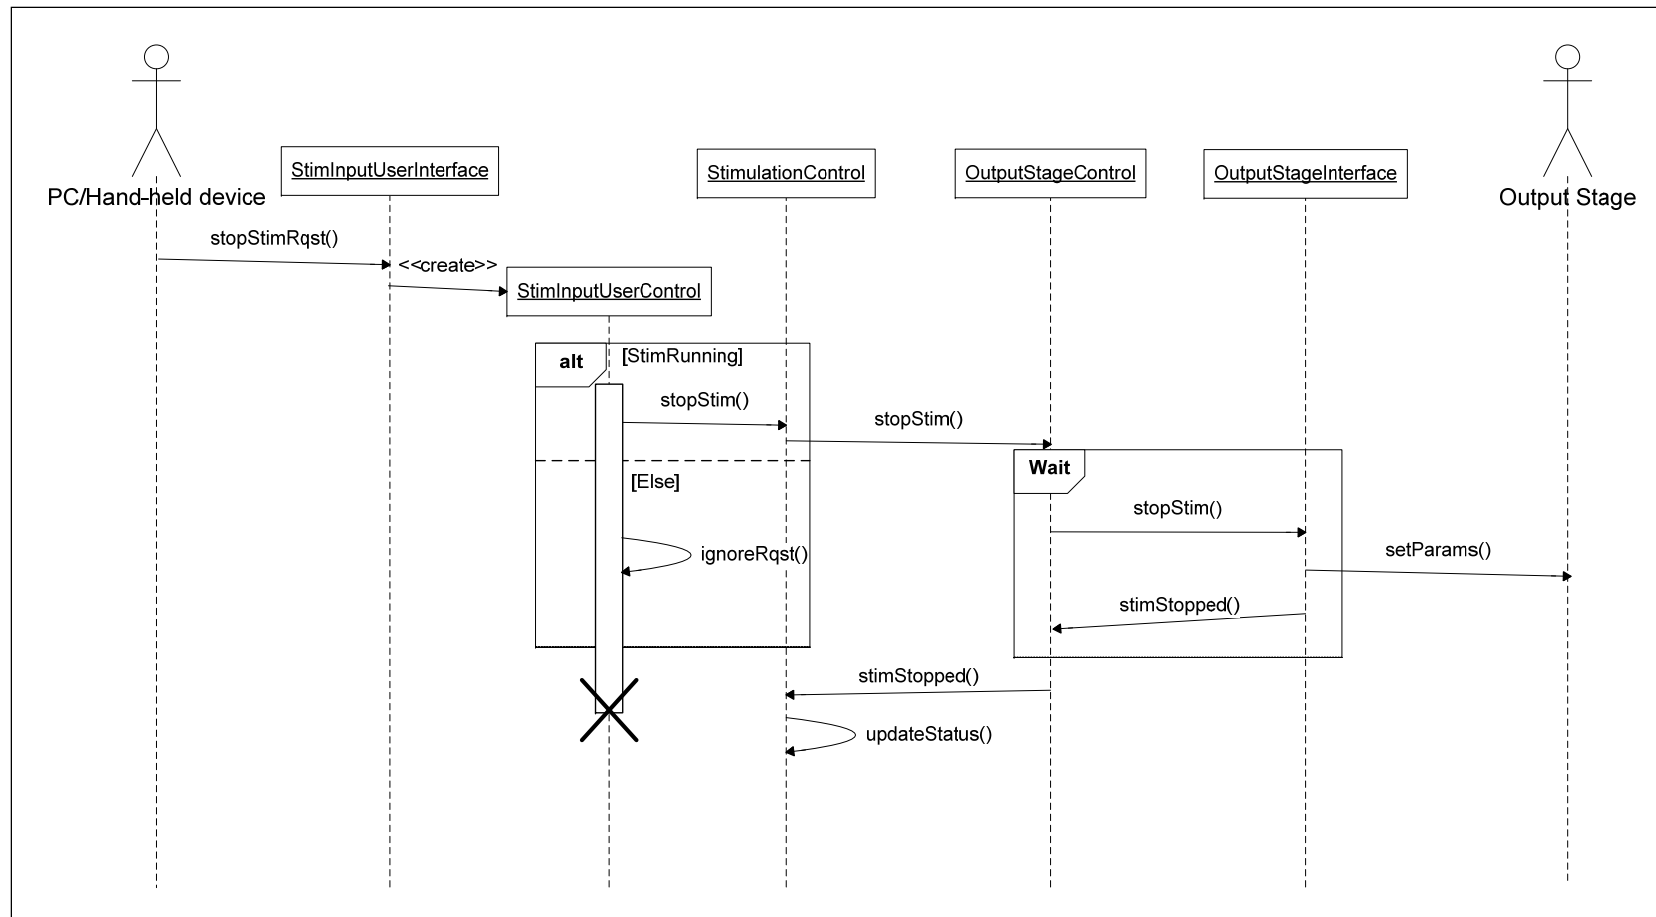 PC/Hand-held device
StimInputUserInterface
StimulationControl
OutputStageControl
OutputStageInterface
Output Stage
stopStimRqst()
<<create>>
StimInputUserControl
alt
[StimRunning]
stopStim()
stopStim()
Wait
[Else]
stopStim()
ignoreRqst()
setParams()
stimStopped()
stimStopped()
updateStatus()